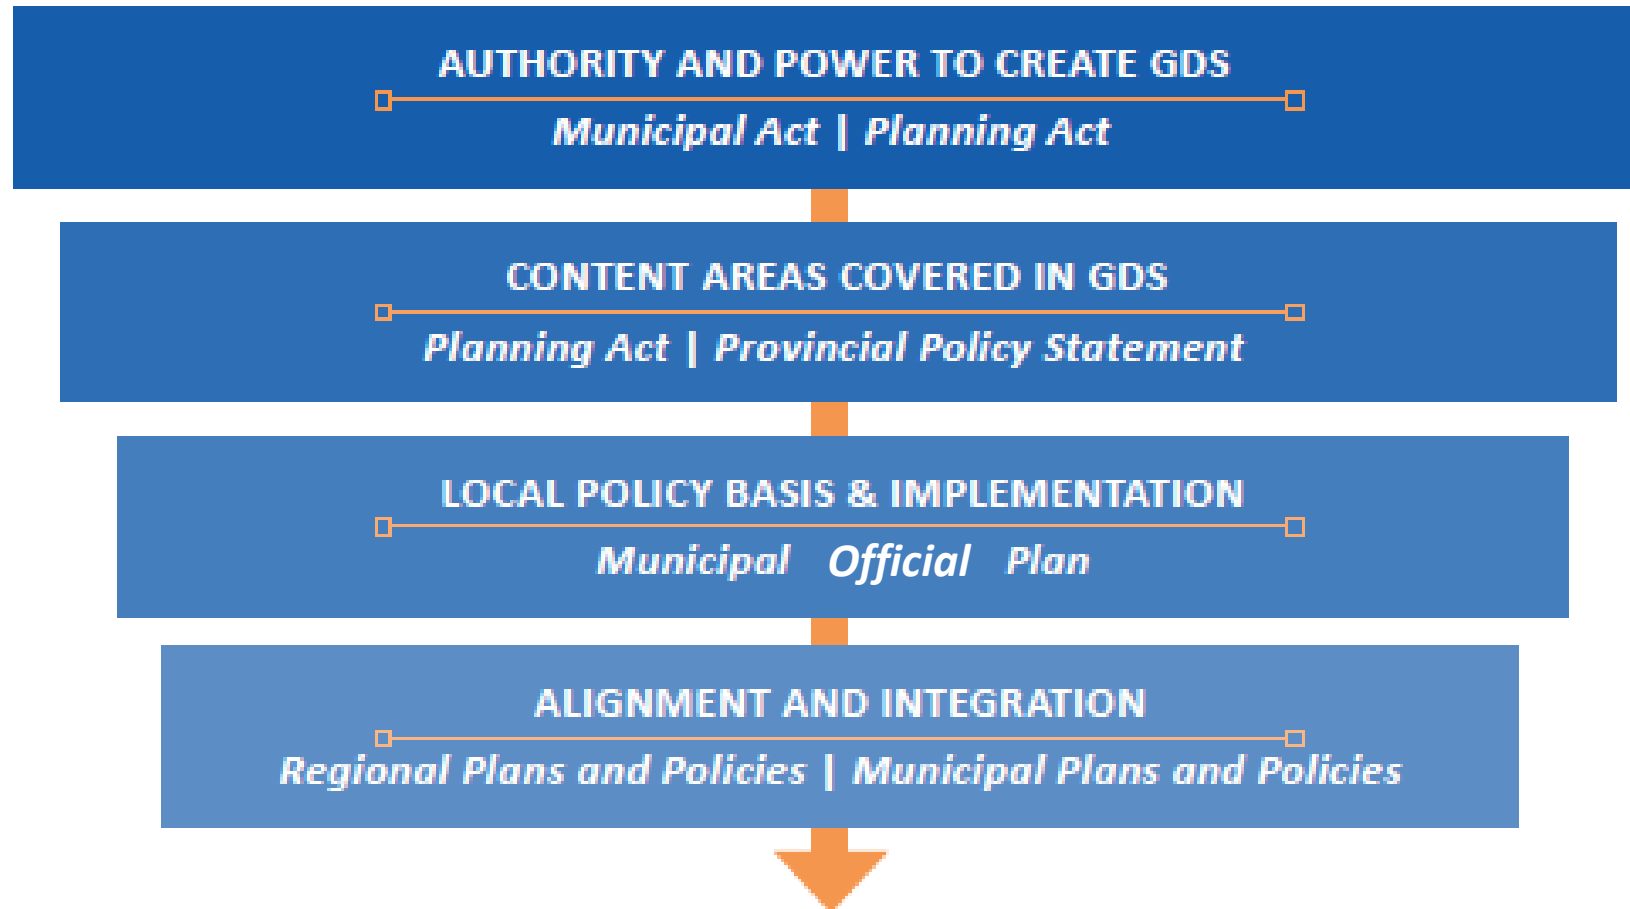 AUTHORITY AND POWER TO CREATE GDS
Municipal Act | Planning Act
CONTENT AREAS COVERED IN GDS
Planning Act | Provincial Policy Statement
LOCAL POLICY BASIS & IMPLEMENTATION
Municipal Official Plan
ALIGNMENT AND INTEGRATION
Regional Plans and Policies | Municipal Plans and Policies